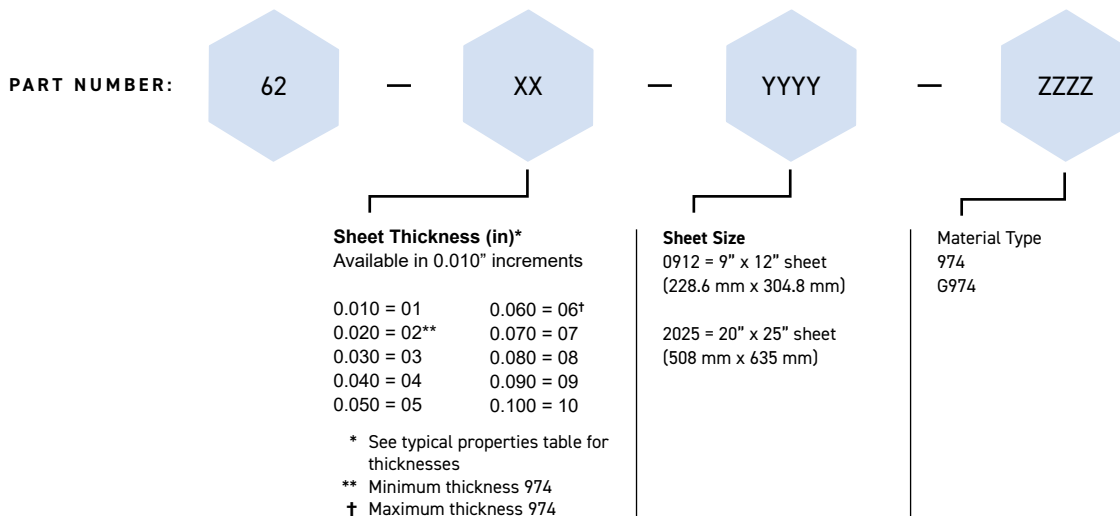 PART NUMBER: 62 — XX — YYYY — ZZZZ
Sheet Thickness (in)*
Available in 0.010” increments
0.010 = 01
0.020 = 02**
0.030 = 03
0.040 = 04
0.050 = 05
0.060 = 06†
0.070 = 07
0.080 = 08
0.090 = 09
0.100 = 10
* See typical properties table for
thicknesses
** Minimum thickness 974
† Maximum thickness 974
Sheet Size
0912 = 9” x 12” sheet
(228.6 mm x 304.8 mm)
2025 = 20” x 25” sheet
(508 mm x 635 mm)
Material Type
974
G974